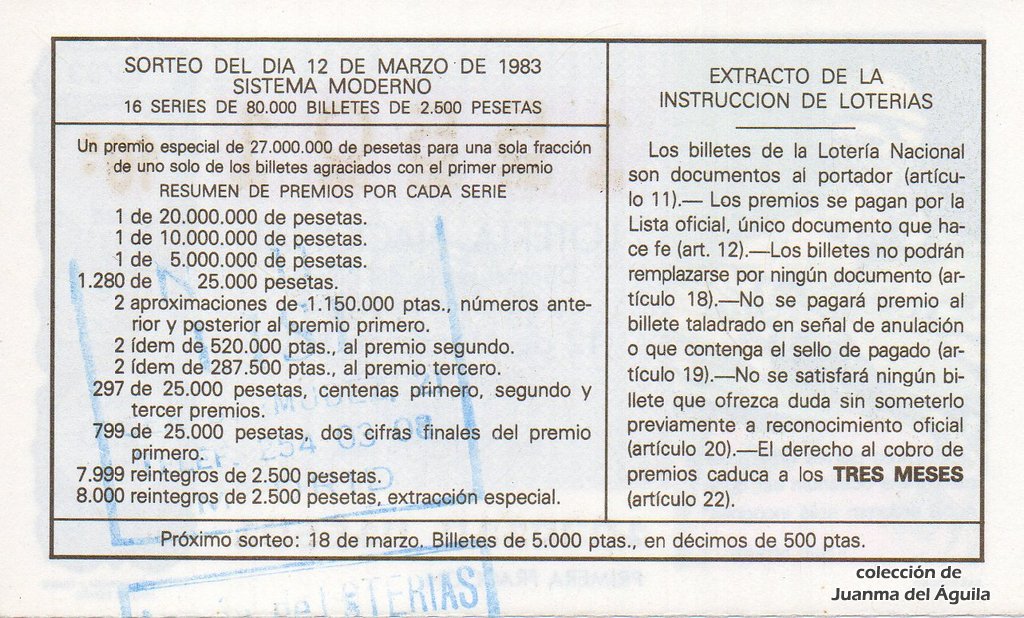 SORTEO DEL DIA 12 DE MARZO DE 1983
SISTEMA MODERNO
16 SERIES DE 80.000 BILLETES DE 2.500 PESETAS
Un premio especial de 27.000.000 de pesetas para una sola fracción
de uno solo de los billetes agraciados con el primer premio
RESUMEN DE PREMIOS POR CADA SERIE
1 de 20.000.000 de pesetas.
1 de 10.000.000 de pesetas.
1 de 5.000.000 de pesetas.
1.280 de 25.000 pesetas.
2 aproximaciones de 1.150.000 ptas., números ante-
rior y posterior al premio primero.
2 ídem de 520.000 ptas., al premio segundo.
2 ídem de 287.500 ptas., al premio tercero.
297 de 25.000 pesetas, centenas primero, segundo y
tercer premios.
799 de 25.000 pesetas, dos cifras finales del premio
primero.
7.999 reintegros de 2.500 pesetas.
8.000 reintegros de 2.500 pesetas, extracción especial.
EXTRACTO DE LA
INSTRUCCION DE LOTERIAS
Los billetes de la Lotería Nacional
son documentos al portador (artícu-
lo 11).— Los premios se pagan por la
Lista oficial, único documento que ha-
ce fe (art. 12).—Los billetes no podrán
remplazarse por ningún documento (ar-
tículo 18).—No se pagará premio al
billete taladrado en señal de anulación
o que contenga el sello de pagado (ar-
tículo 19).—No se satisfará ningún bi-
llete que ofrezca duda sin someterlo
previamente a reconocimiento oficial
(artículo 20).—El derecho al cobro de
premios caduca a los TRES MESES
(artículo 22).
Próximo sorteo: 18 de marzo. Billetes de 5.000 ptas., en décimos de 500 ptas.
LOTERIAS
colección de
Juanma del Águila